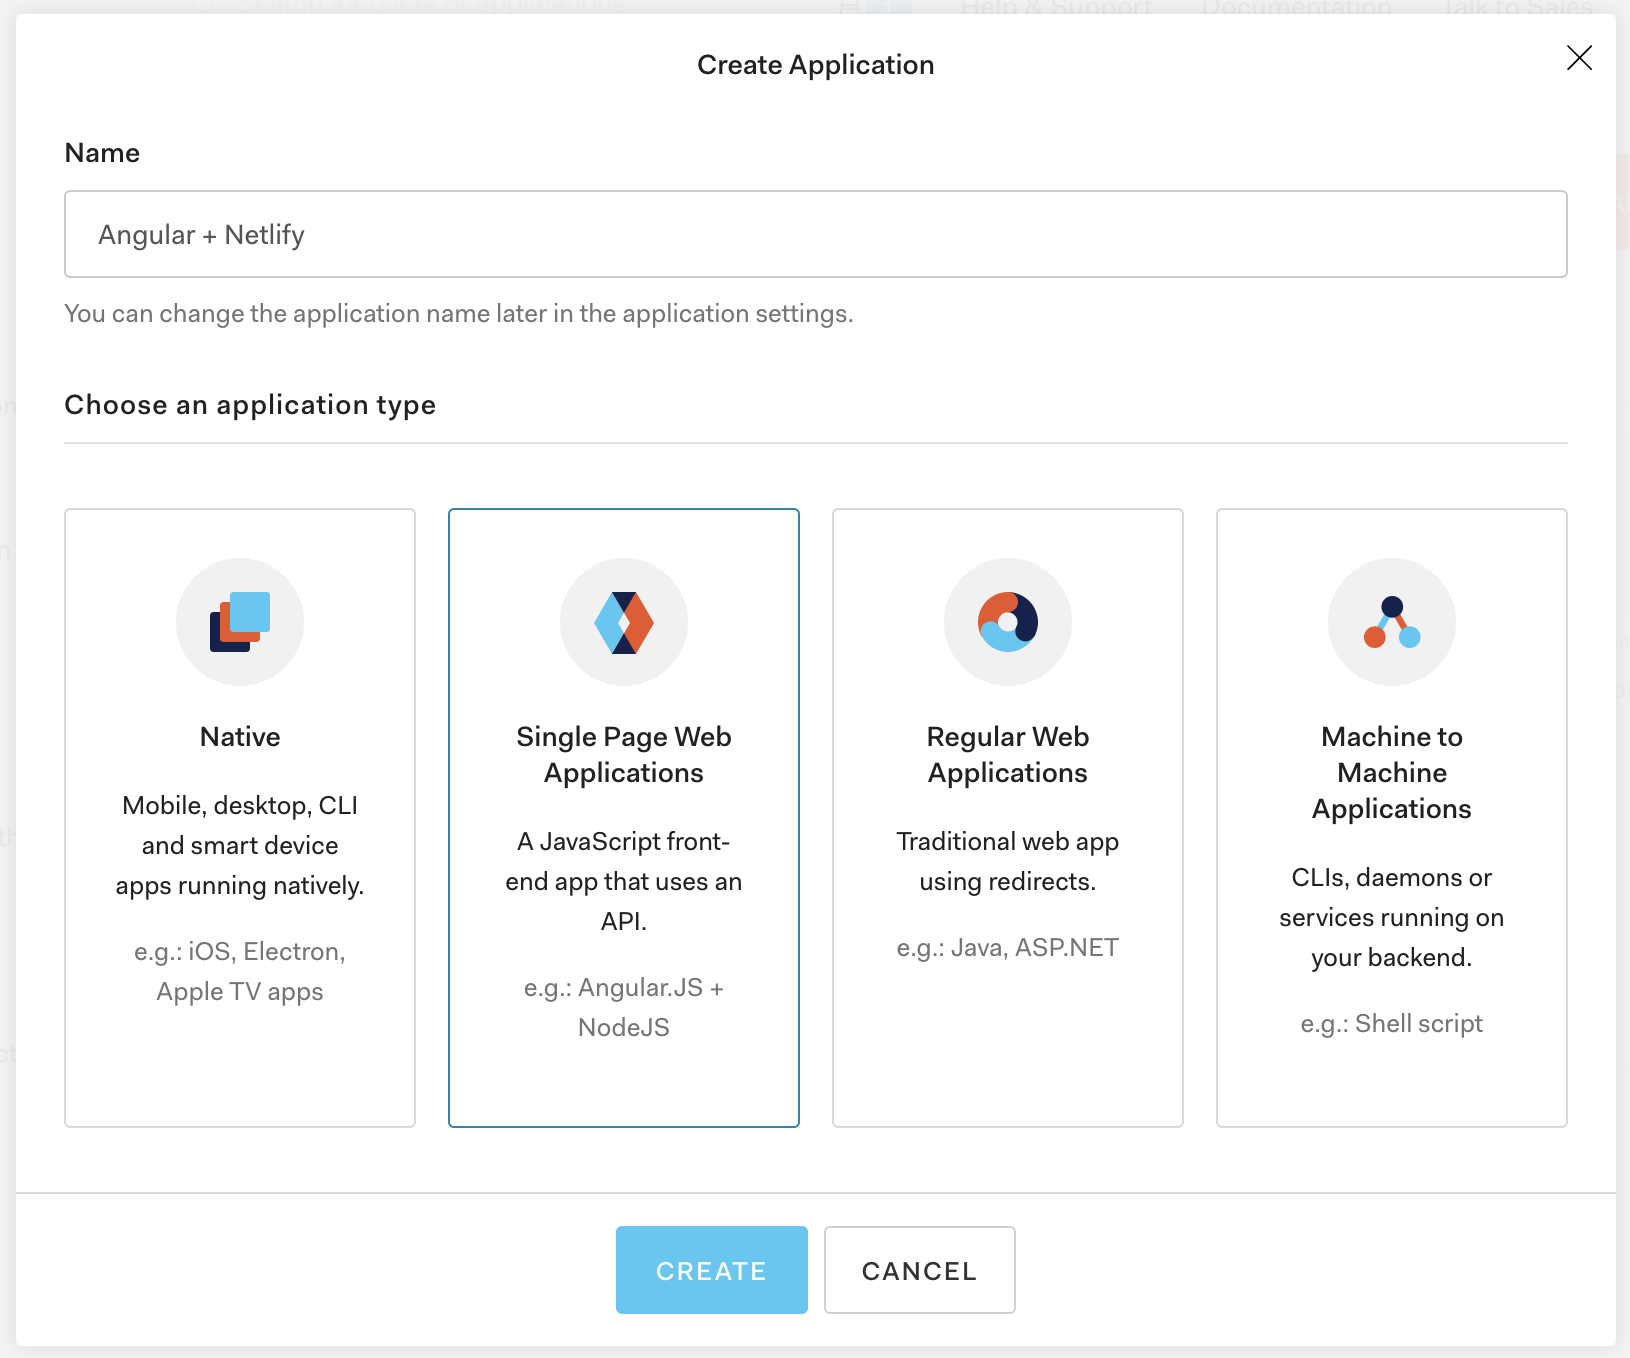 Search for users or applications
Help & Support
Documentation
Talk to Sales
Create Application
Name
Angular + Netlify
You can change the application name later in the application settings.
Choose an application type
Native
Mobile, desktop, CLI
and smart device
apps running natively.
e.g.: iOS, Electron,
Apple TV apps
Single Page Web
Applications
A JavaScript front-
end app that uses an
API.
e.g.: Angular.JS +
NodeJS
Regular Web
Applications
Traditional web app
using redirects.
e.g.: Java, ASP.NET
Machine to
Machine
Applications
CLIs, daemons or
services running on
your backend.
e.g.: Shell script
CREATE
CANCEL